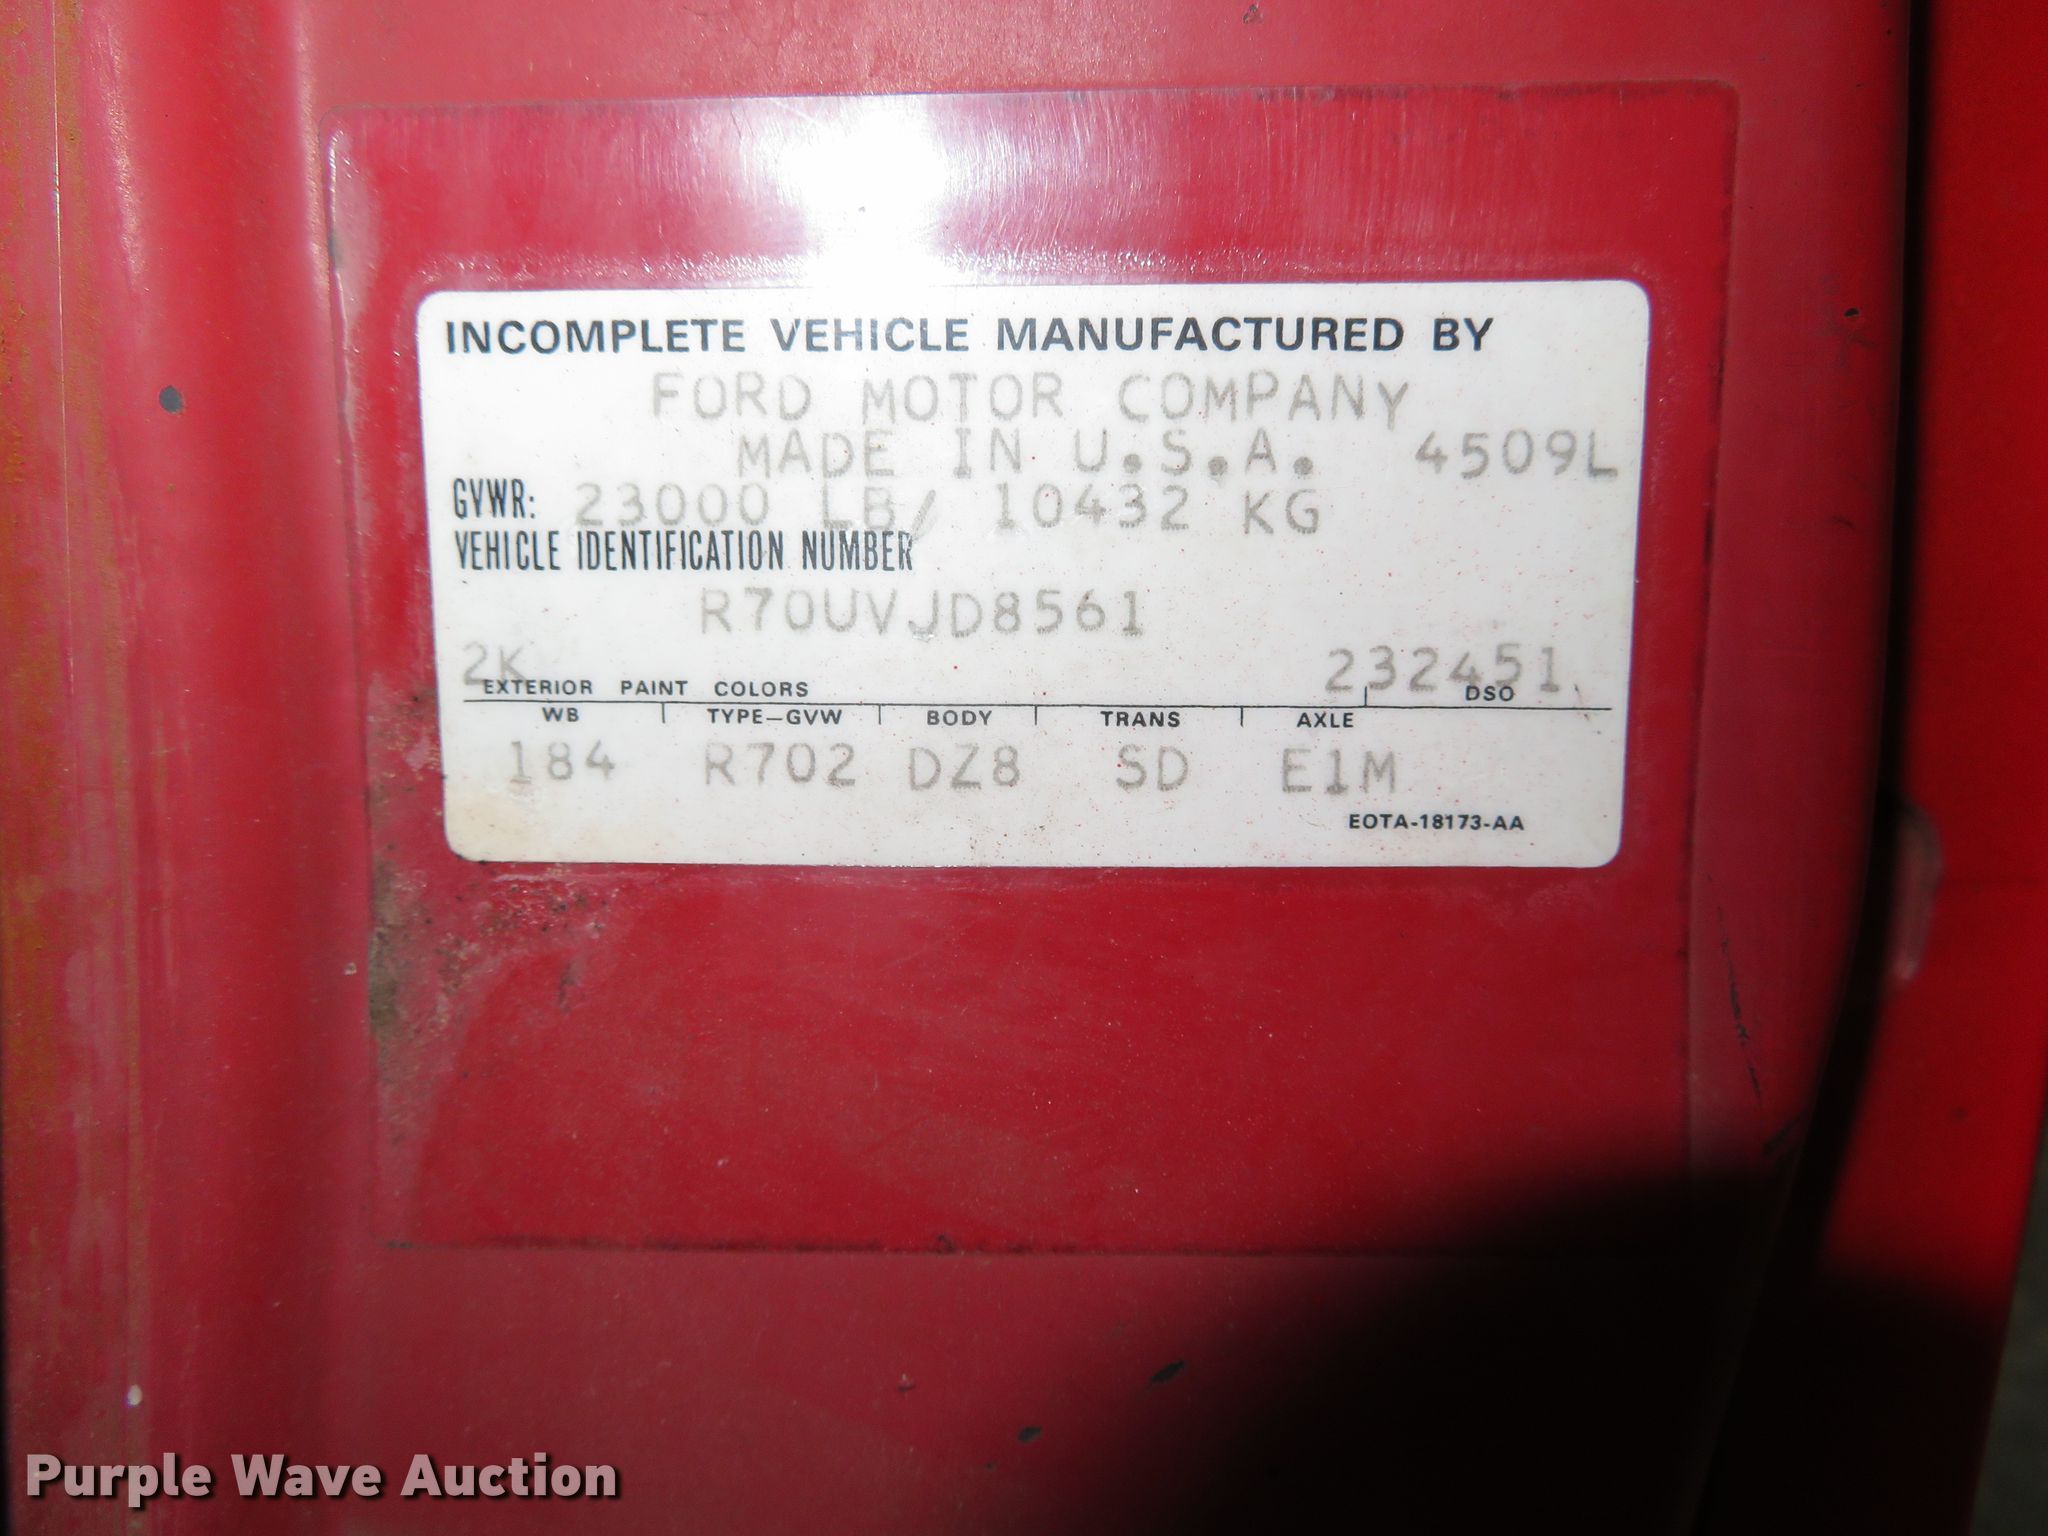 INCOMPLETE VEHICLE MANUFACTURED BY
FORD MOTOR COMPANY
MADE IN U.S.A. 4509L
GVWR: 23000 LB/ 10432 KG
VEHICLE IDENTIFICATION NUMBER
R70UVJD8561
2K 232451
EXTERIOR PAINT COLORS DSO
WB TYPE-GVW BODY TRANS AXLE
184 R702 DZ8 SD E1M
EOTA-18173-AA
Purple Wave Auction